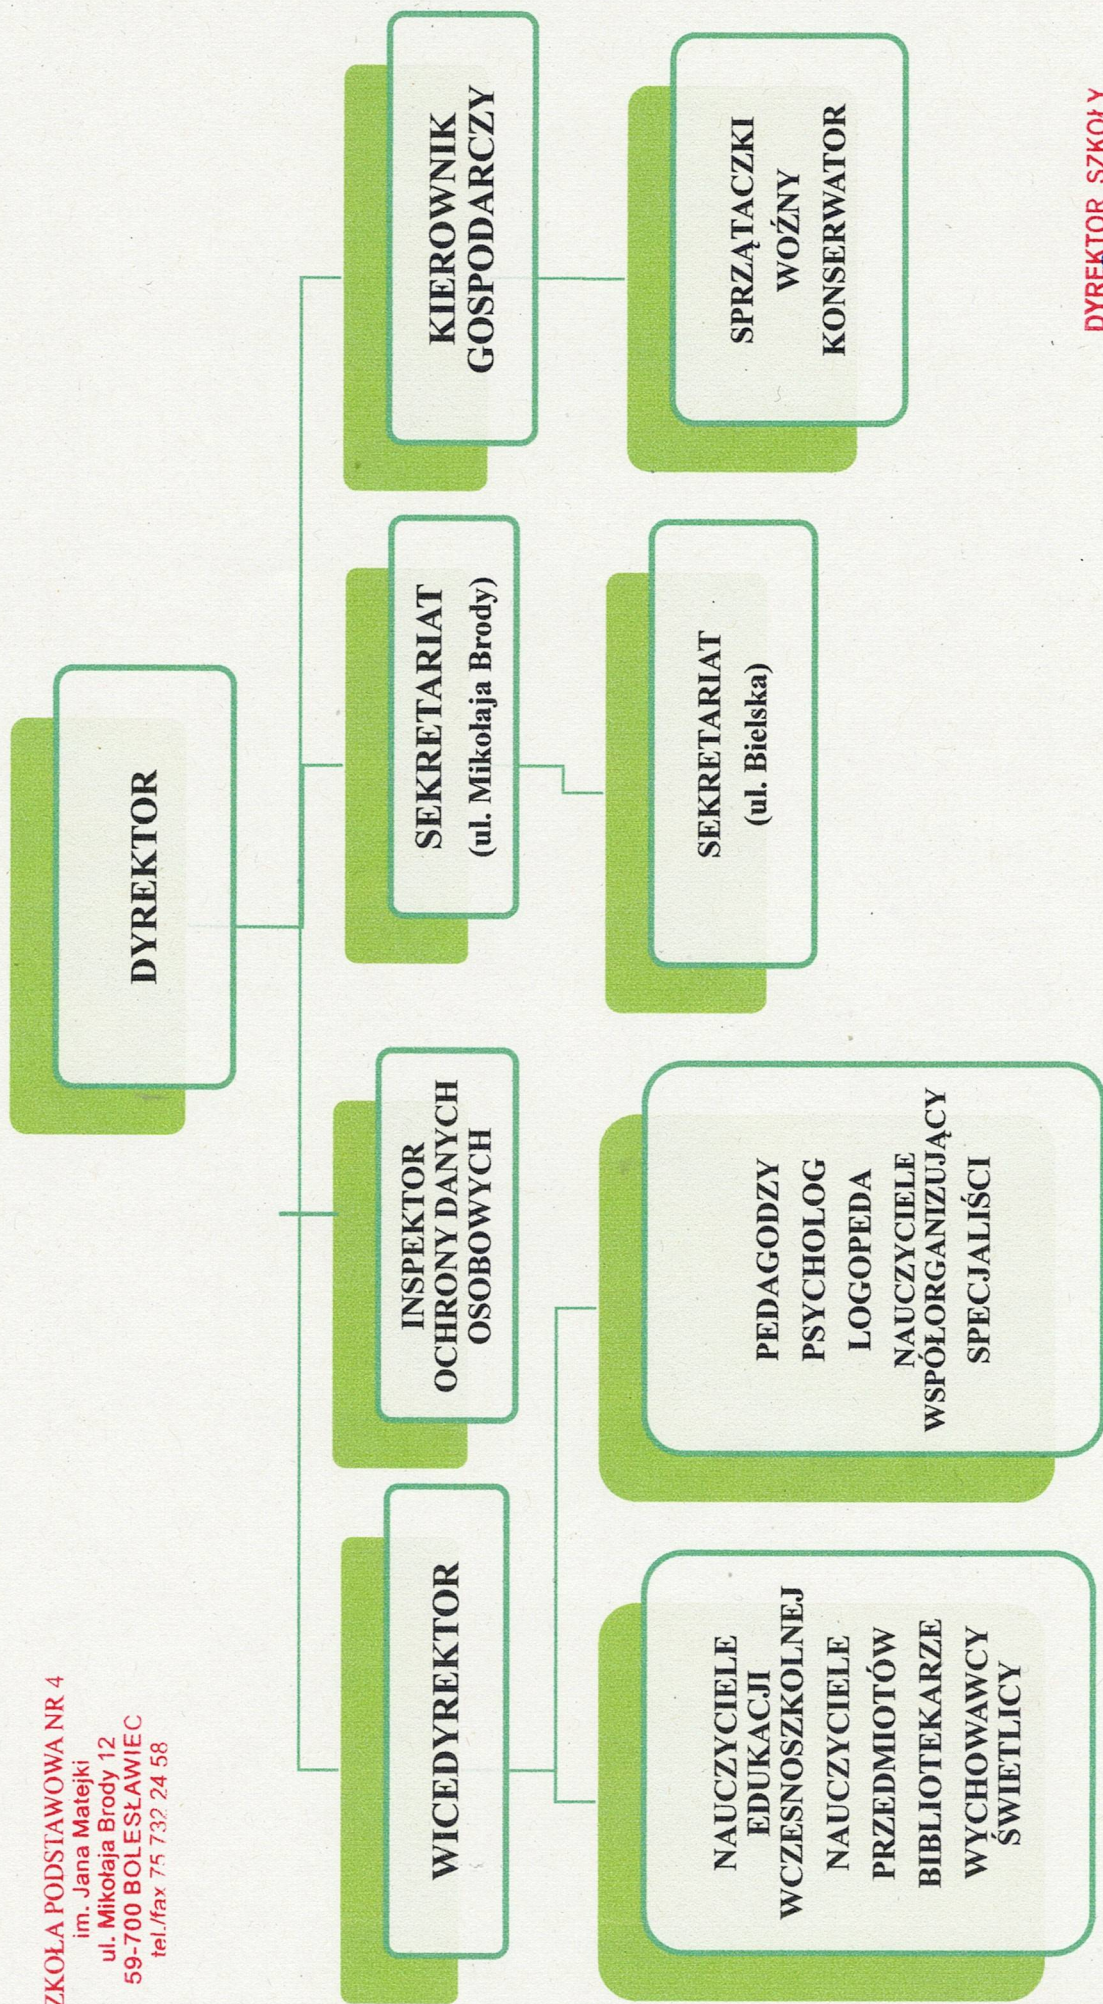 ZKOŁA PODSTAWOWA NR 4
im. Jana Matejki
ul. Mikołaja Brody 12
59-700 BOLESŁAWIEC
tel./fax 75 732 24 58
DYREKTOR
WICEDYREKTOR
INSPEKTOR
OCHRONY DANYCH
OSOBOWYCH
SEKRETARIAT
(ul. Mikołaja Brody)
KIEROWNIK
GOSPODARCZY
NAUCZYCIELE
EDUKACJI
WCZESNOSZKOLNEJ
NAUCZYCIELE
PRZEDMIOTÓW
BIBLIOTEKARZE
WYCHOWAWCY
ŚWIETLICY
PEDAGODZY
PSYCHOLOG
LOGOPEDA
NAUCZYCIELE
WSPÓŁORGANIZUJĄCY
SPECJALIŚCI
SEKRETARIAT
(ul. Bielska)
SPRZĄTACZKI
WOŹNY
KONSERWATOR
DYREKTOR SZKOŁY